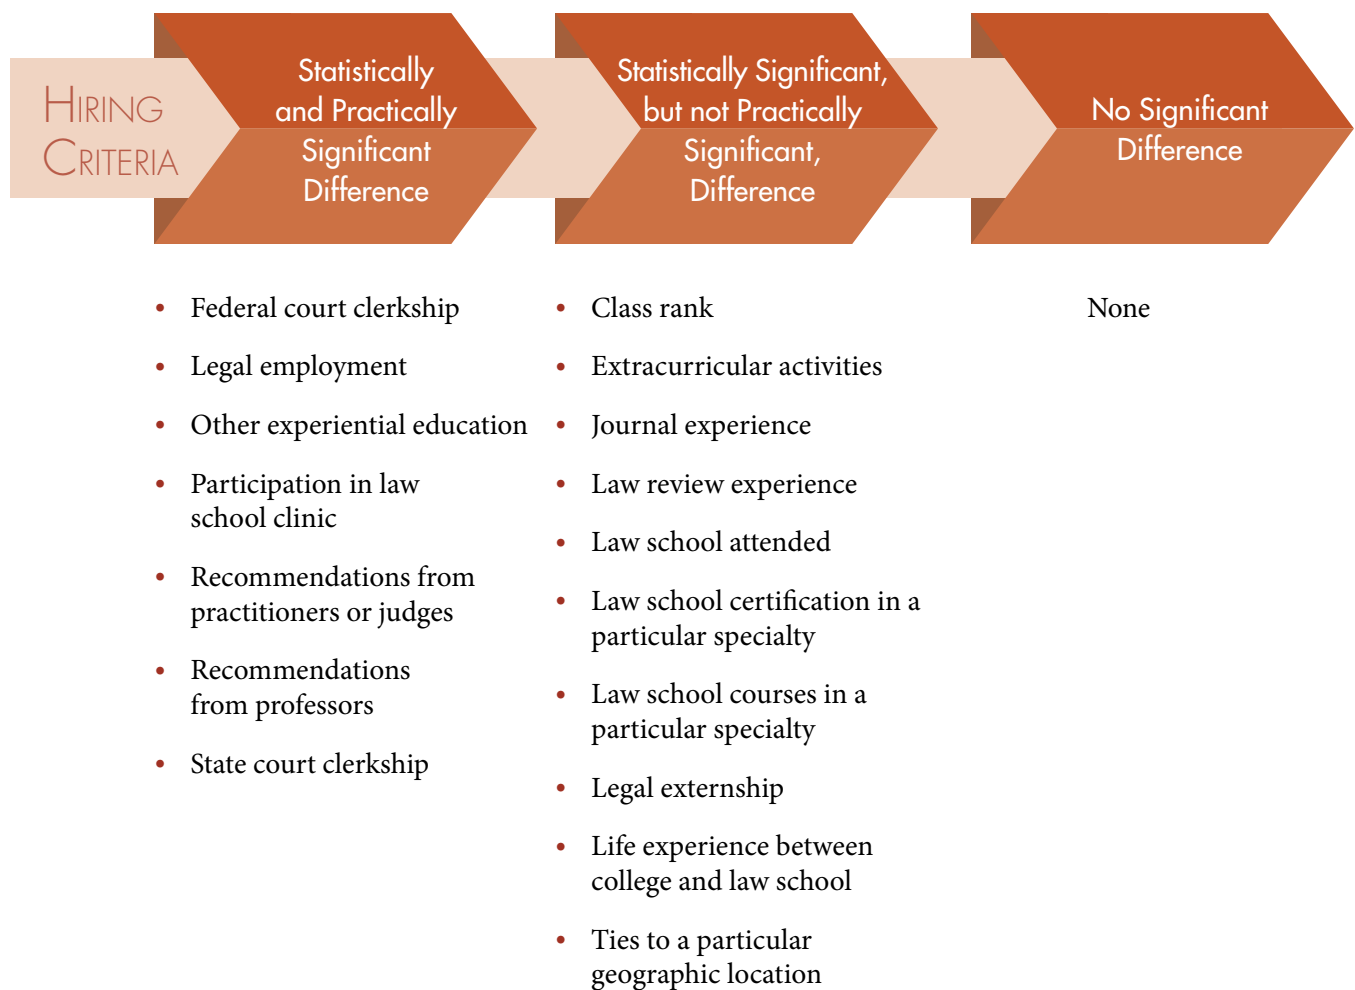 HIRING
CRITERIA
Statistically
and Practically
Significant
Difference
Statistically Significant,
but not Practically
Significant,
Difference
No Significant
Difference
• Federal court clerkship
• Legal employment
• Other experiential education
• Participation in law
school clinic
• Recommendations from
practitioners or judges
• Recommendations
from professors
• State court clerkship
• Class rank
• Extracurricular activities
• Journal experience
• Law review experience
• Law school attended
• Law school certification in a
particular specialty
• Law school courses in a
particular specialty
• Legal externship
• Life experience between
college and law school
• Ties to a particular
geographic location
None